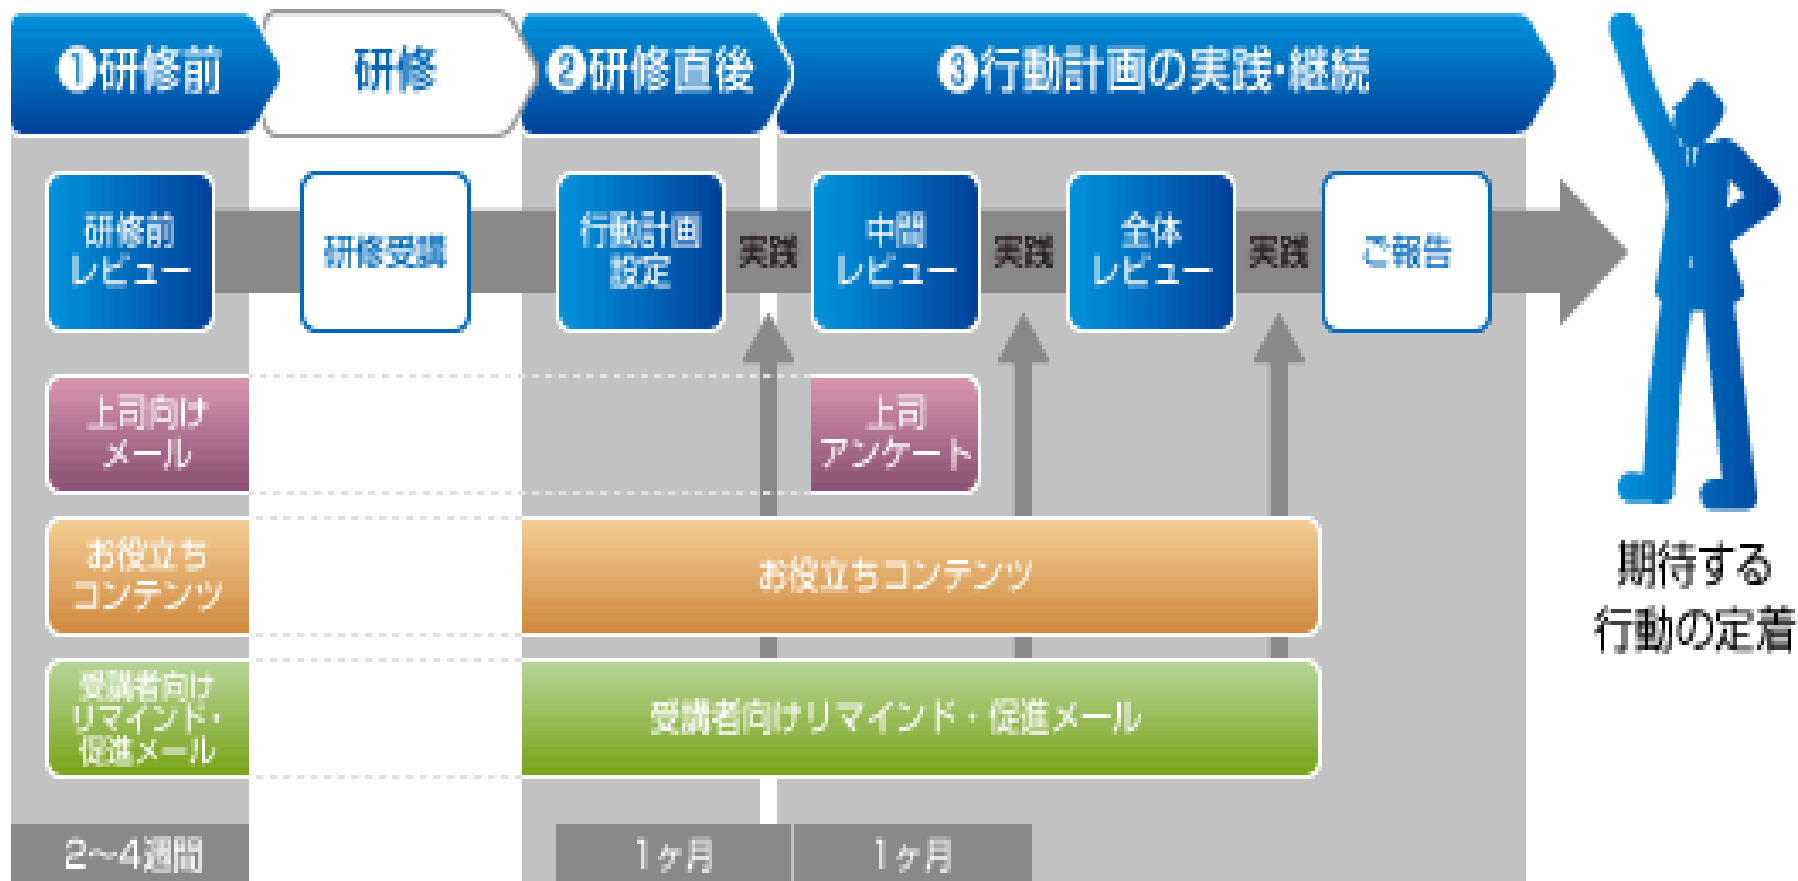 ❶研修前
研修
❷研修直後
❸行動計画の実践・継続
研修前
レビュー
研修受講
行動計画
設定
実践
中間
レビュー
実践
全体
レビュー
実践
ご報告
上司向け
メール
上司
アンケート
お役立ち
コンテンツ
お役立ちコンテンツ
受講者向け
リマインド・
促進メール
受講者向けリマインド・促進メール
2〜4週間
1ヶ月
1ヶ月
期待する
行動の定着